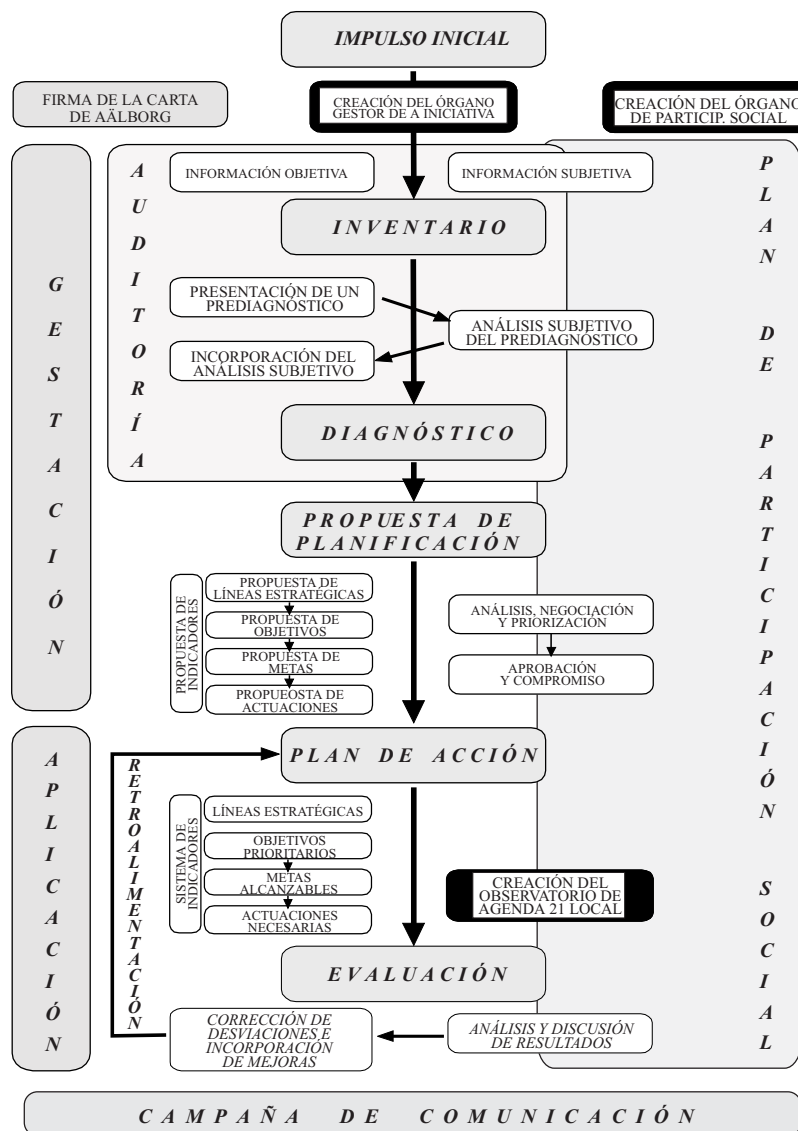 IMPULSO INICIAL
FIRMA DE LA CARTA
DE AÄLBORG
CREACIÓN DEL ÓRGANO
GESTOR DE A INICIATIVA
CREACIÓN DEL ÓRGANO
DE PARTICIP. SOCIAL
GESTACIÓN
AUDITORÍA
INFORMACIÓN OBJETIVA
INFORMACIÓN SUBJETIVA
PLAN DE PARTICIPACIÓN SOCIAL
INVENTARIO
PRESENTACIÓN DE UN
PREDIAGNÓSTICO
ANÁLISIS SUBJETIVO
DEL PREDIAGNÓSTICO
INCORPORACIÓN DEL
ANÁLISIS SUBJETIVO
DIAGNÓSTICO
PROPUESTA DE
PLANIFICACIÓN
PROPUESTA DE
INDICADORES
PROPUESTA DE
LÍNEAS ESTRATÉGICAS
PROPUESTA DE
OBJETIVOS
PROPUESTA DE
METAS
PROPUEOSTA DE
ACTUACIONES
ANÁLISIS, NEGOCIACIÓN
Y PRIORIZACIÓN
APROBACIÓN
Y COMPROMISO
APLICACIÓN
RETROALIMENTACIÓN
PLAN DE ACCIÓN
SISTEMA DE
INDICADORES
LÍNEAS ESTRATÉGICAS
OBJETIVOS
PRIORITARIOS
METAS
ALCANZABLES
ACTUACIONES
NECESARIAS
CREACIÓN DEL
OBSERVATORIO DE
AGENDA 21 LOCAL
EVALUACIÓN
CORRECCIÓN DE
DESVIACIONES E
INCORPORACIÓN
DE MEJORAS
ANÁLISIS Y DISCUSIÓN
DE RESULTADOS
CAMPAÑA DE COMUNICACIÓN